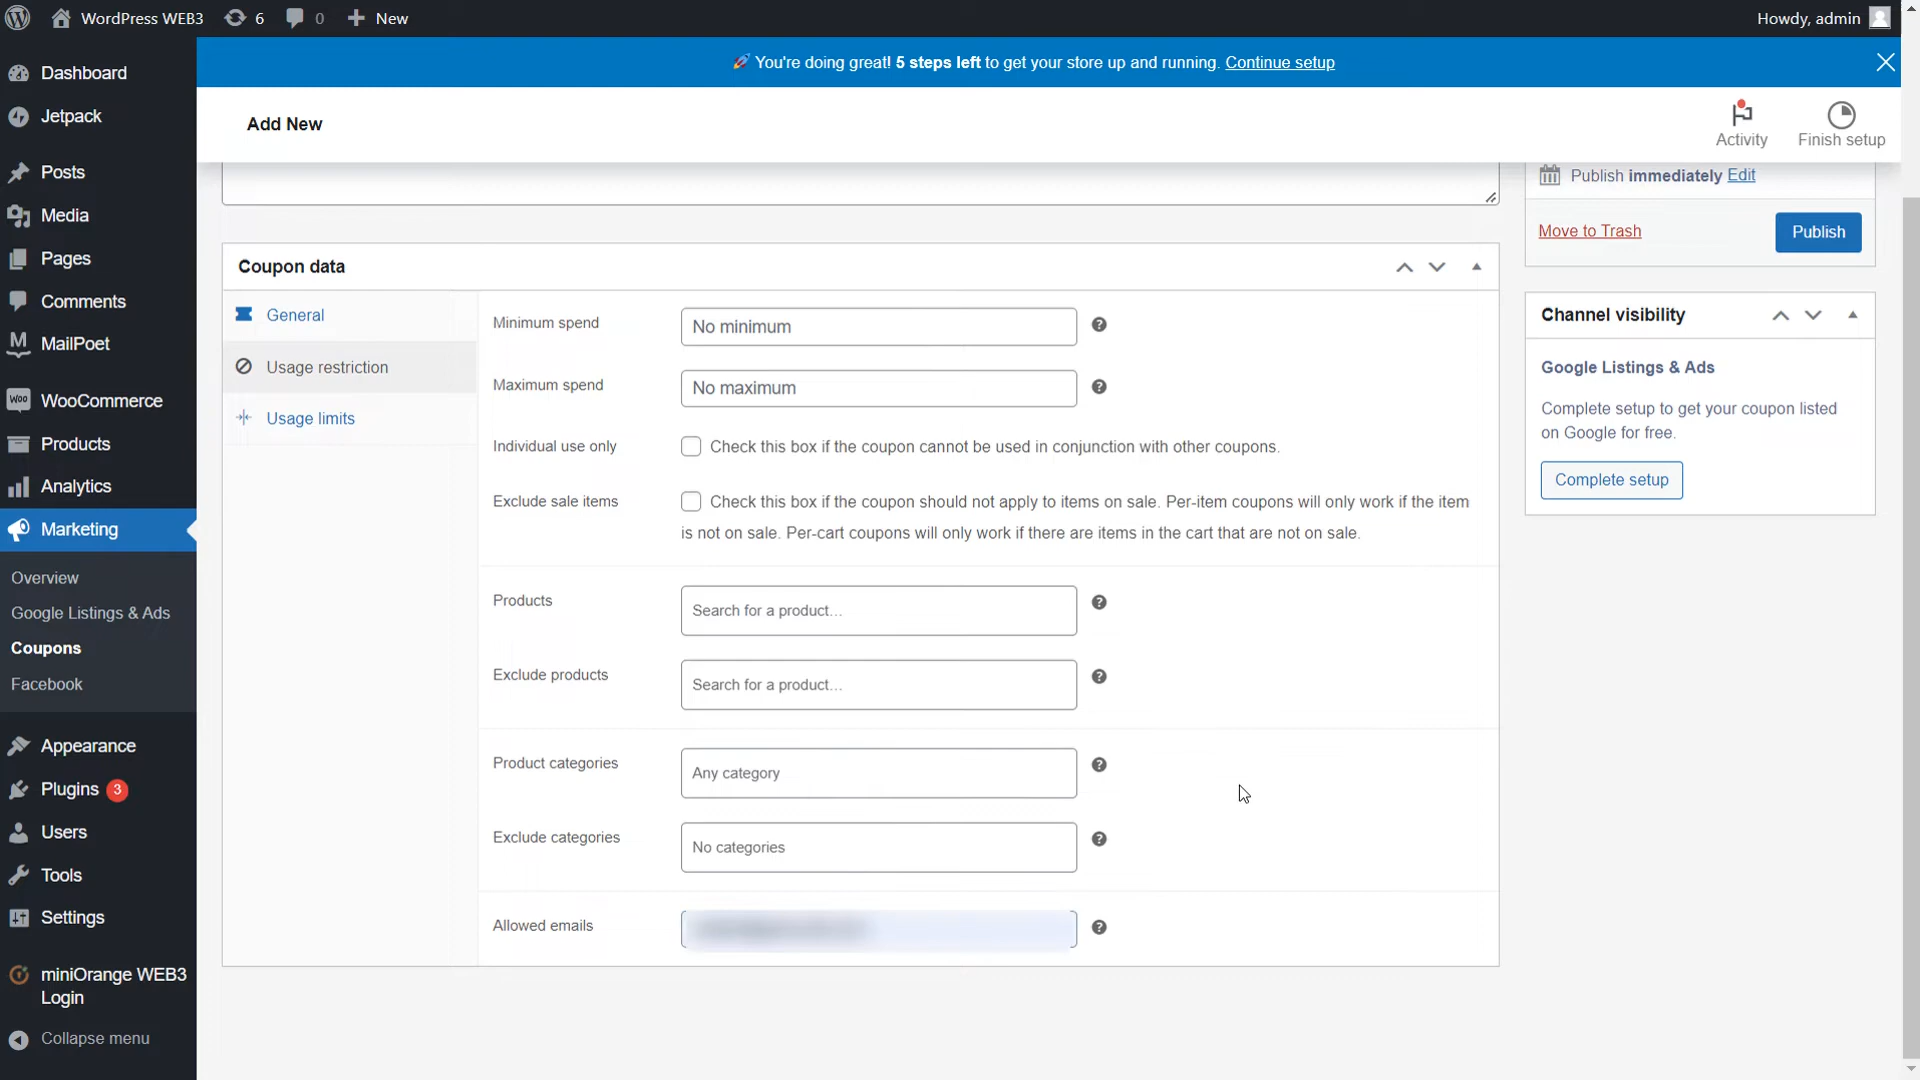 WordPress WEB3
6
0
New
Howdy, admin
🚀 You're doing great! 5 steps left to get your store up and running. Continue setup
Dashboard
Jetpack
Posts
Media
Pages
Comments
MailPoet
WooCommerce
Products
Analytics
Marketing
Overview
Google Listings & Ads
Coupons
Facebook
Appearance
Plugins 3
Users
Tools
Settings
miniOrange WEB3
Login
Collapse menu
Add New
Activity
Finish setup
Coupon data
General
Usage restriction
Usage limits
Minimum spend
No minimum
Maximum spend
No maximum
Individual use only
Check this box if the coupon cannot be used in conjunction with other coupons.
Exclude sale items
Check this box if the coupon should not apply to items on sale. Per-item coupons will only work if the item
is not on sale. Per-cart coupons will only work if there are items in the cart that are not on sale.
Products
Search for a product...
Exclude products
Search for a product...
Product categories
Any category
Exclude categories
No categories
Allowed emails
Publish immediately Edit
Move to Trash
Publish
Channel visibility
Google Listings & Ads
Complete setup to get your coupon listed
on Google for free.
Complete setup